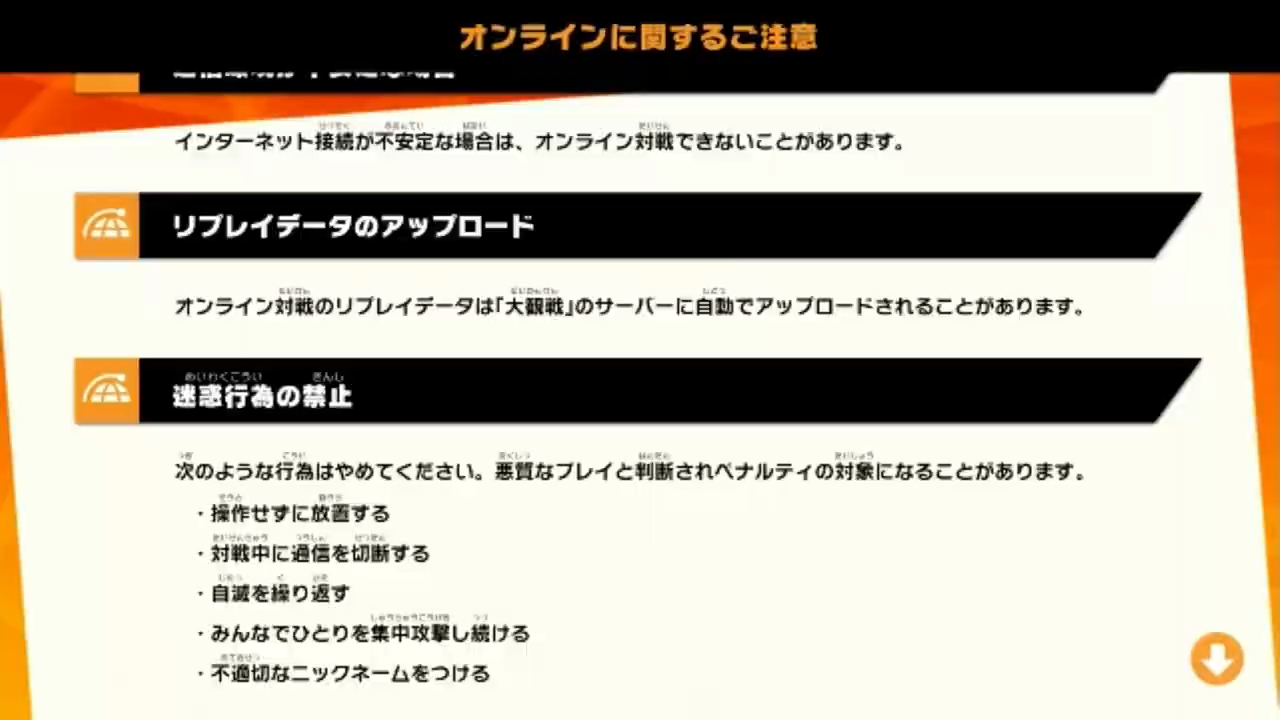 オンラインに関するご注意
インターネット接続が不安定な場合は、オンライン対戦できないことがあります。
リプレイデータのアップロード
オンライン対戦のリプレイデータは「大観戦」のサーバーに自動でアップロードされることがあります。
めいわくこうい きんし
迷惑行為の禁止
次のような行為はやめてください。悪質なプレイと判断されペナルティの対象になることがあります。
・操作せずに放置する
・対戦中に通信を切断する
・自滅を繰り返す
・みんなでひとりを集中攻撃し続ける
・不適切なニックネームをつける